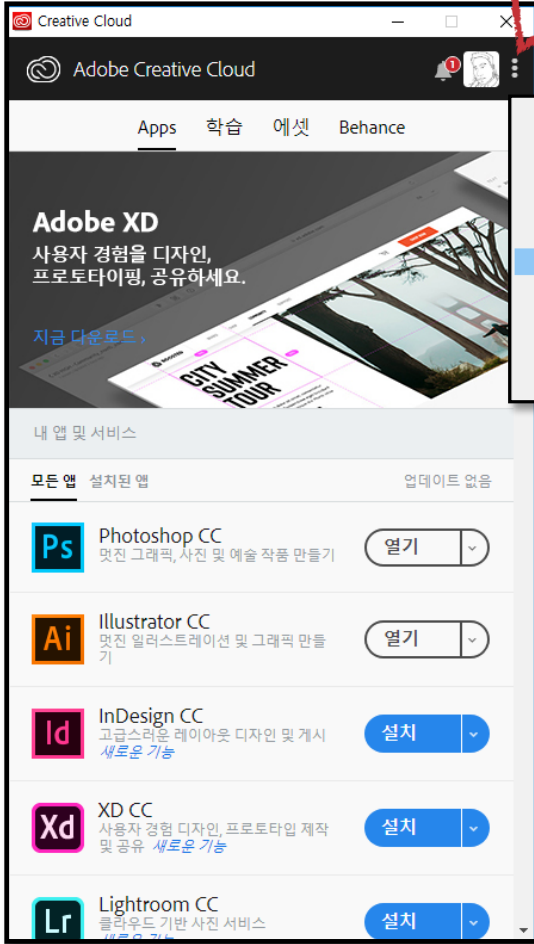 Creative Cloud
Adobe Creative Cloud
1
Apps 학습 에셋 Behance
Adobe XD
사용자 경험을 디자인,
프로토타이핑, 공유하세요.
지금 다운로드 ›
CITY
SUMMER
TOUR
내 앱 및 서비스
모든 앱 설치된 앱 업데이트 없음
Ps
Photoshop CC
멋진 그래픽, 사진 및 예술 작품 만들기
열기
Ai
Illustrator CC
멋진 일러스트레이션 및 그래픽 만들
기
열기
Id
InDesign CC
고급스러운 레이아웃 디자인 및 게시
새로운 기능
설치
Xd
XD CC
사용자 경험 디자인, 프로토타입 제작
및 공유 새로운 기능
설치
Lr
Lightroom CC
클라우드 기반 사진 서비스
새로운 기능
설치